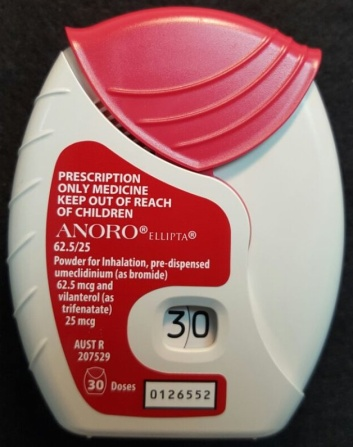 PRESCRIPTION
ONLY MEDICINE
KEEP OUT OF REACH
OF CHILDREN
ANORO® ELLIPTA®
62.5/25
Powder for Inhalation, pre-dispensed
umeclidinium (as bromide)
62.5 mcg and
vilanterol (as
trifenatate)
25 mcg
30
AUST R
207529
30 Doses
0126552